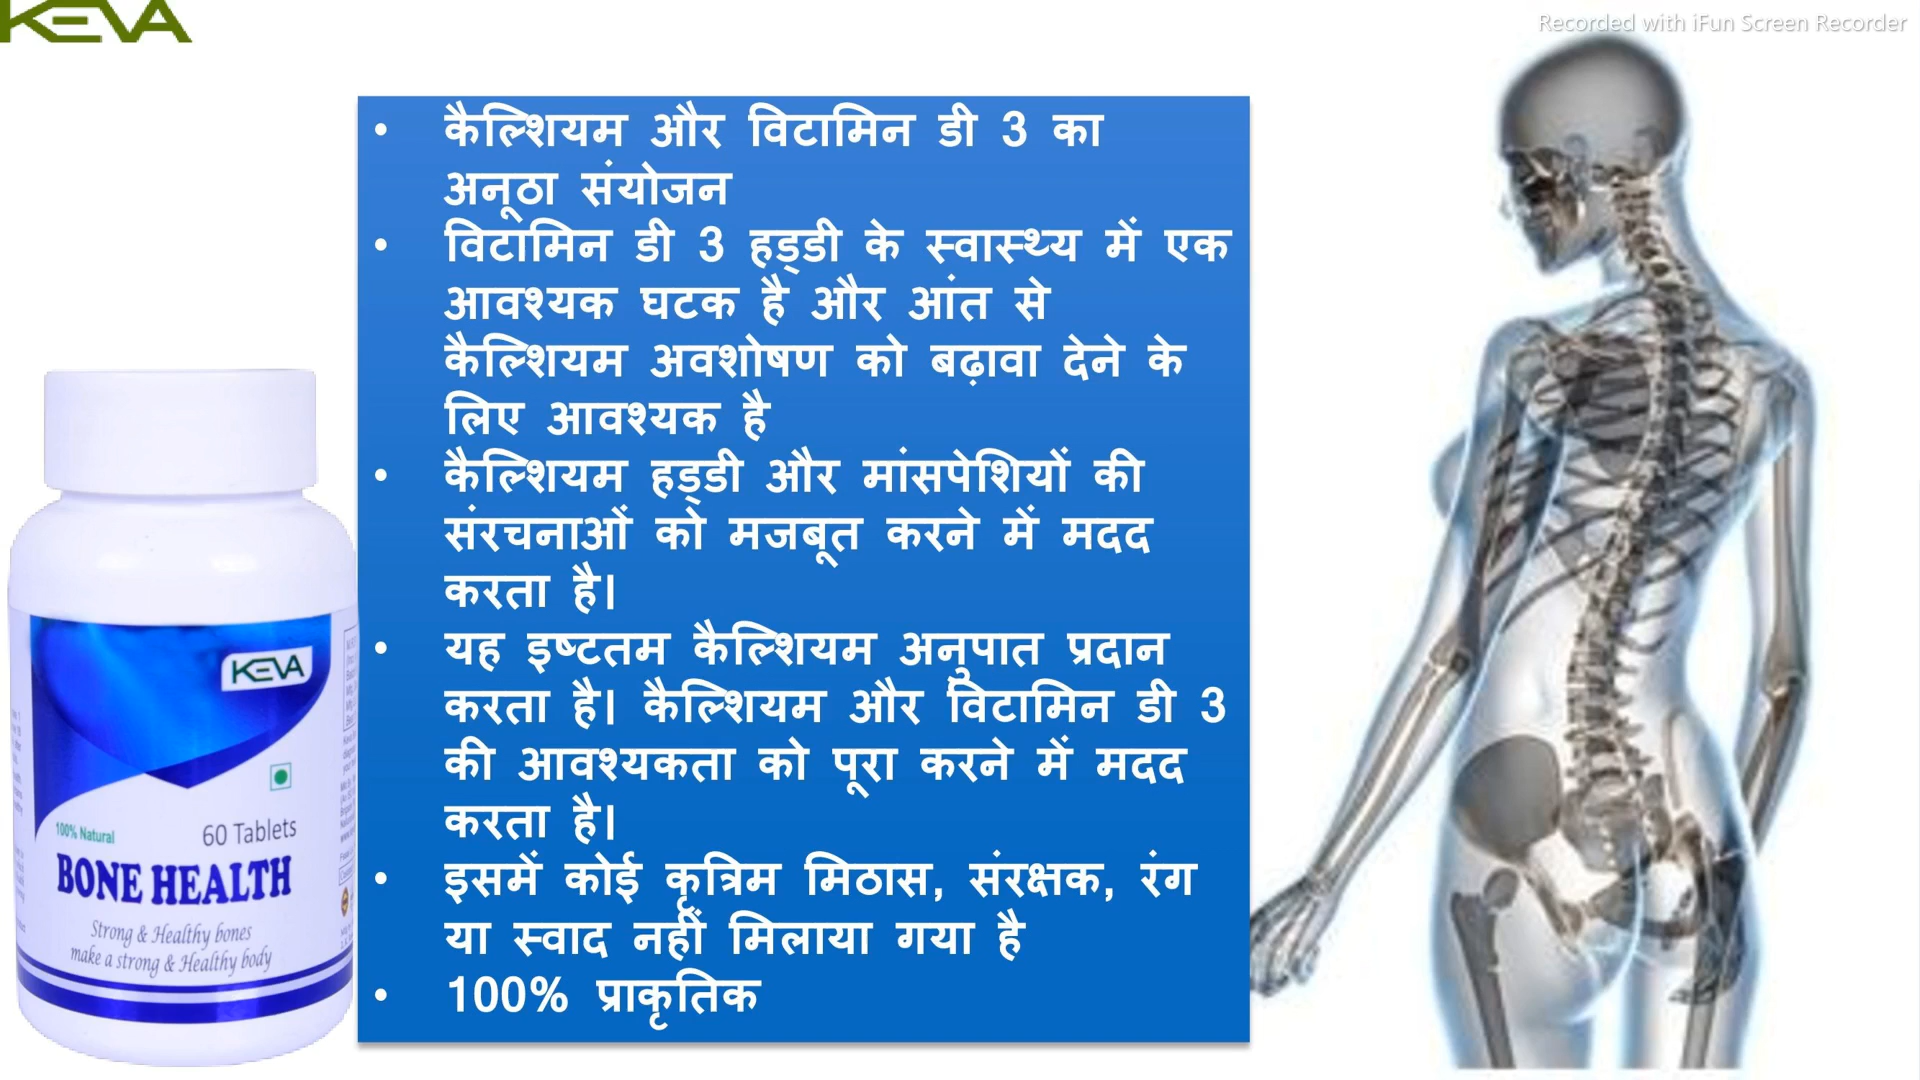 KEVA
Recorded with iFun Screen Recorder
• कैल्शियम और विटामिन डी 3 का
अनूठा संयोजन
• विटामिन डी 3 हड्डी के स्वास्थ्य में एक
आवश्यक घटक है और आंत से
कैल्शियम अवशोषण को बढ़ावा देने के
लिए आवश्यक है
• कैल्शियम हड्डी और मांसपेशियों की
संरचनाओं को मजबूत करने में मदद
करता है।
• यह इष्टतम कैल्शियम अनुपात प्रदान
करता है। कैल्शियम और विटामिन डी 3
की आवश्यकता को पूरा करने में मदद
करता है।
• इसमें कोई कृत्रिम मिठास, संरक्षक, रंग
या स्वाद नहीं मिलाया गया है
• 100% प्राकृतिक
KEVA
100% Natural
60 Tablets
BONE HEALTH
Strong & Healthy bones
make a strong & Healthy body